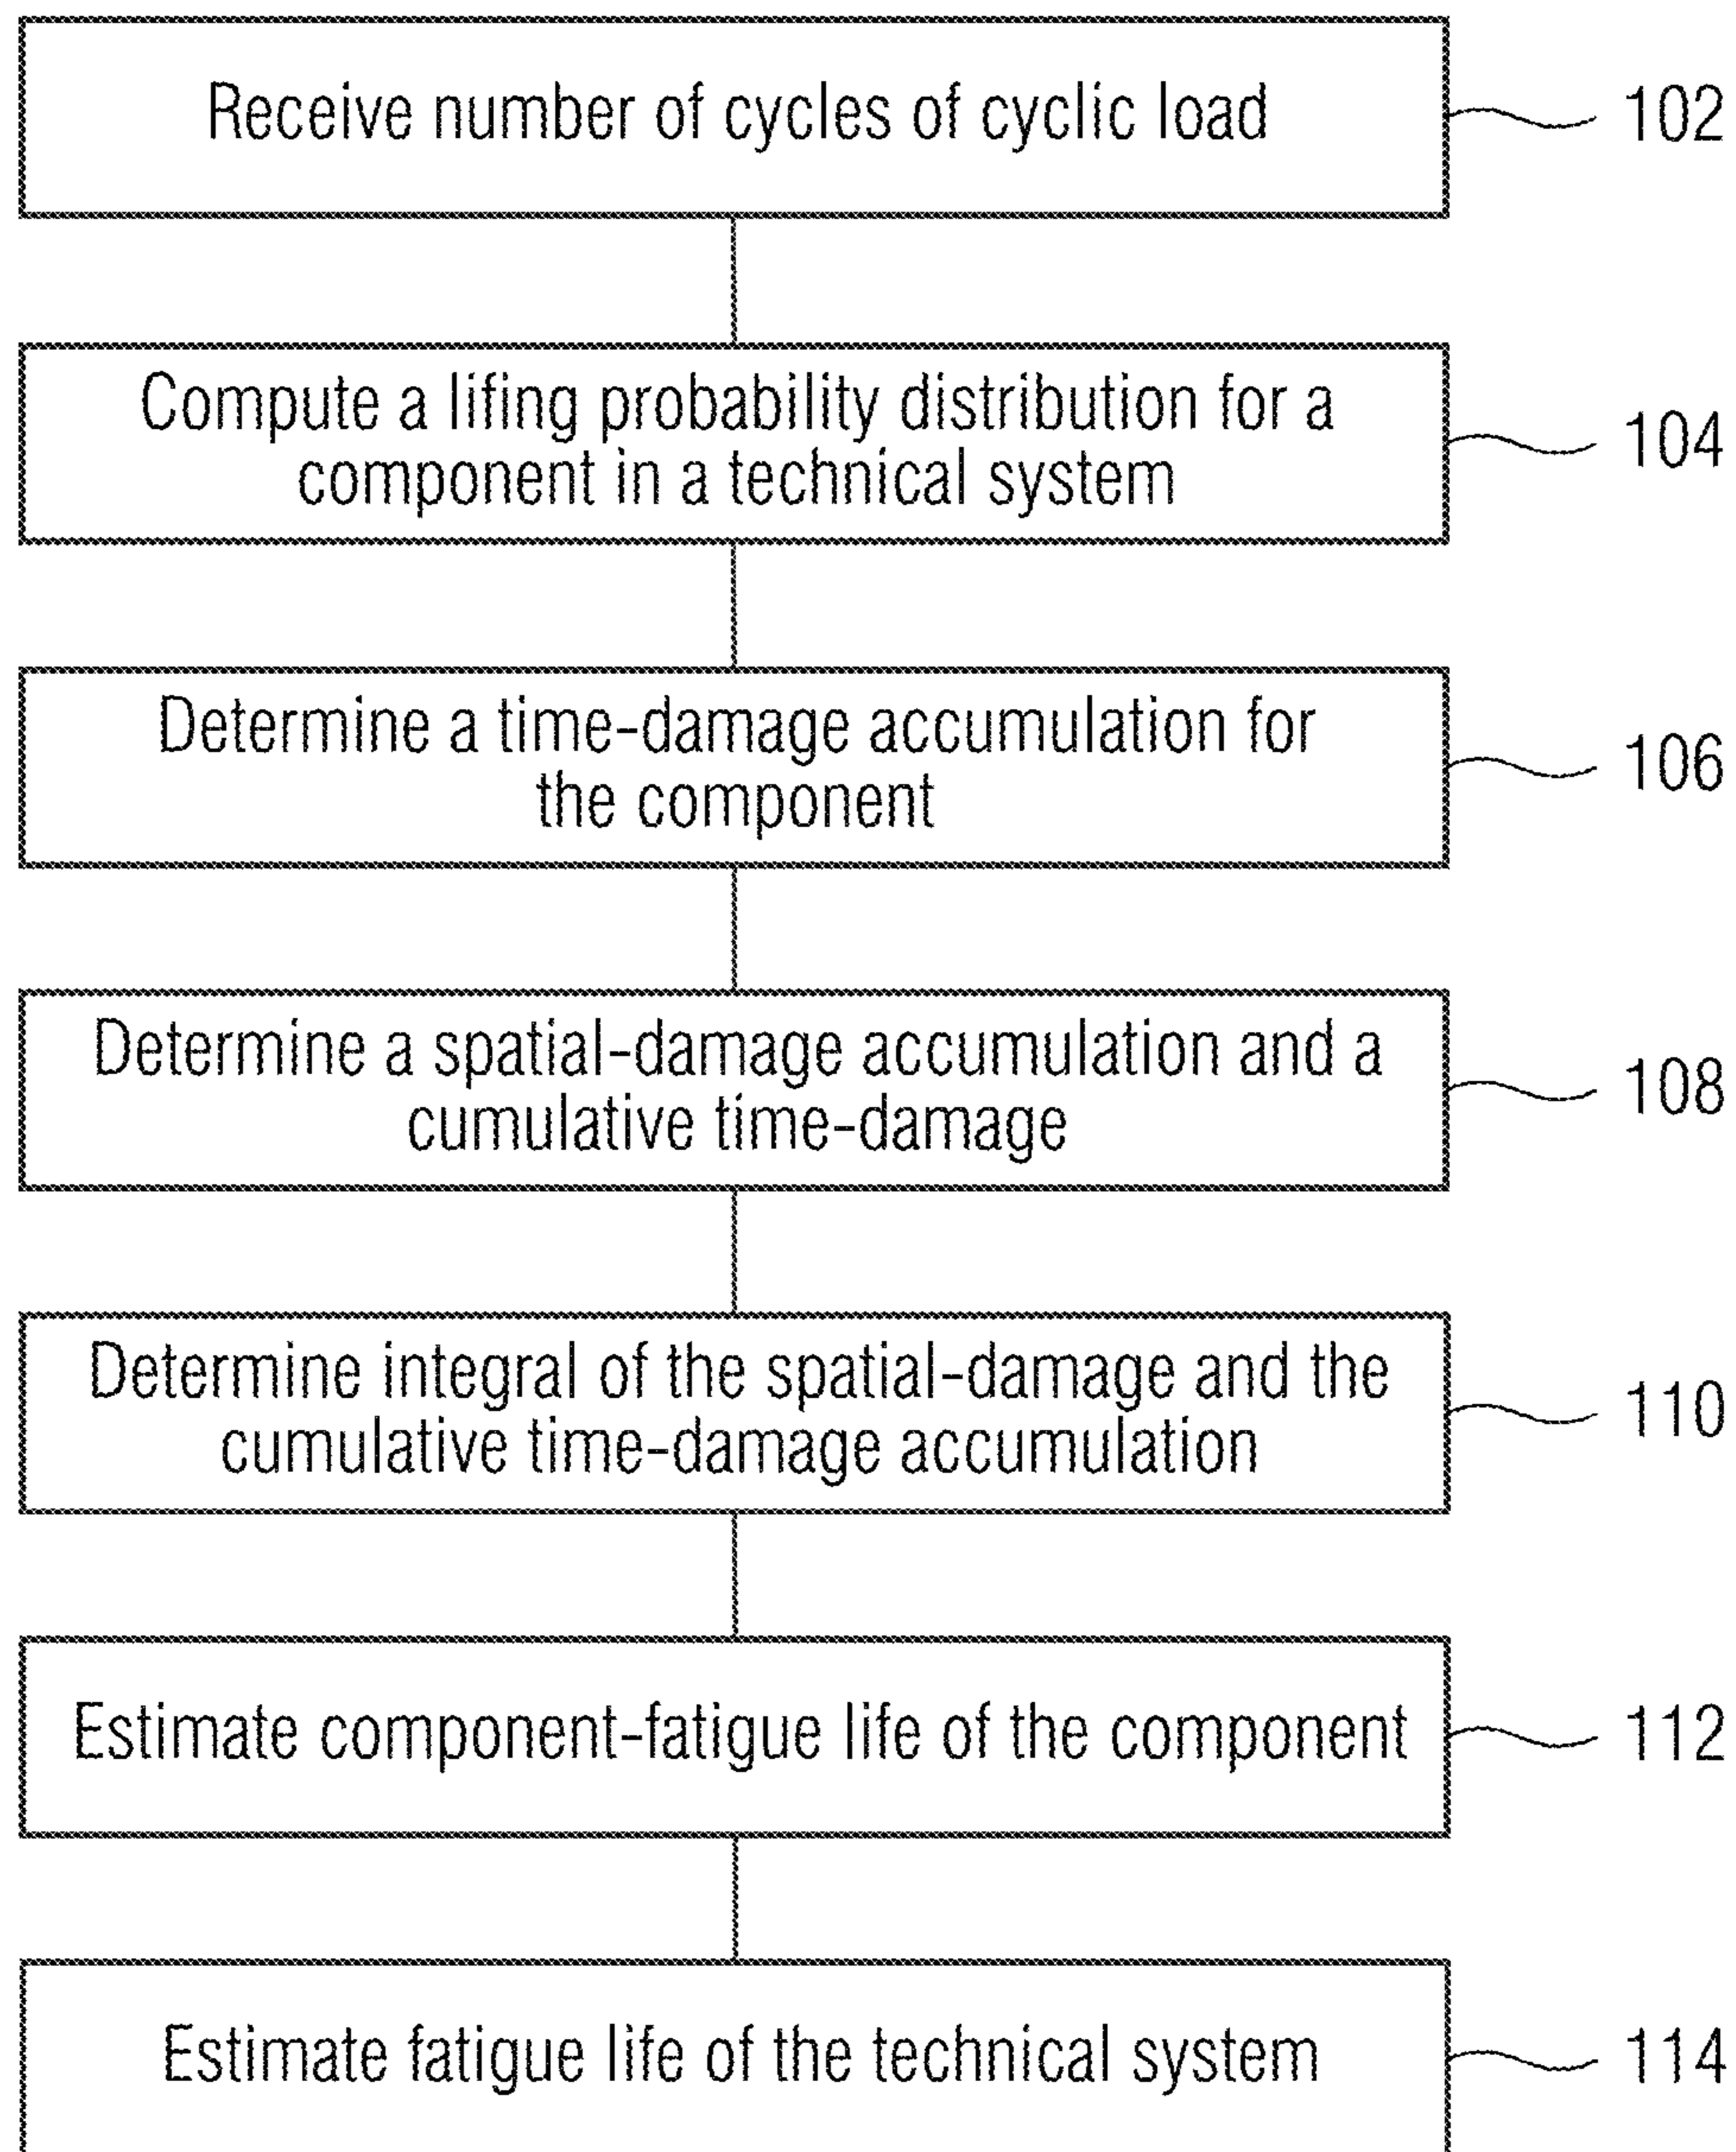 Receive number of cycles of cyclic load
102
Compute a lifing probability distribution for a
component in a technical system
104
Determine a time-damage accumulation for
the component
106
Determine a spatial-damage accumulation and a
cumulative time-damage
108
Determine integral of the spatial-damage and the
cumulative time-damage accumulation
110
Estimate component-fatigue life of the component
112
Estimate fatigue life of the technical system
114